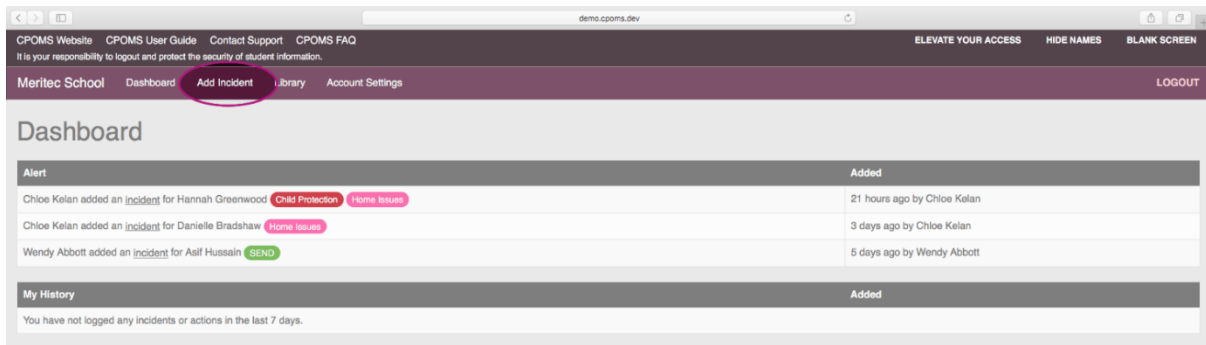 demo.cpoms.dev
CPOMS Website CPOMS User Guide Contact Support CPOMS FAQ ELEVATE YOUR ACCESS HIDE NAMES BLANK SCREEN
It is your responsibility to logout and protect the security of student information.
Meritec School Dashboard Add Incident Library Account Settings LOGOUT
Dashboard
Alert Added
Chloe Kelan added an incident for Hannah Greenwood Child Protection Home Issues 21 hours ago by Chloe Kelan
Chloe Kelan added an incident for Danielle Bradshaw Home Issues 3 days ago by Chloe Kelan
Wendy Abbott added an incident for Asif Hussain SEND 5 days ago by Wendy Abbott
My History Added
You have not logged any incidents or actions in the last 7 days.